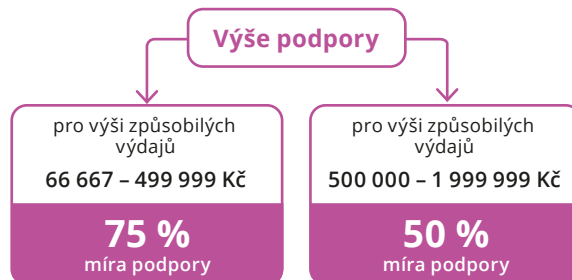 Výše podpory
pro výši způsobilých
výdajů
66 667 – 499 999 Kč
75 %
míra podpory
pro výši způsobilých
výdajů
500 000 – 1 999 999 Kč
50 %
míra podpory